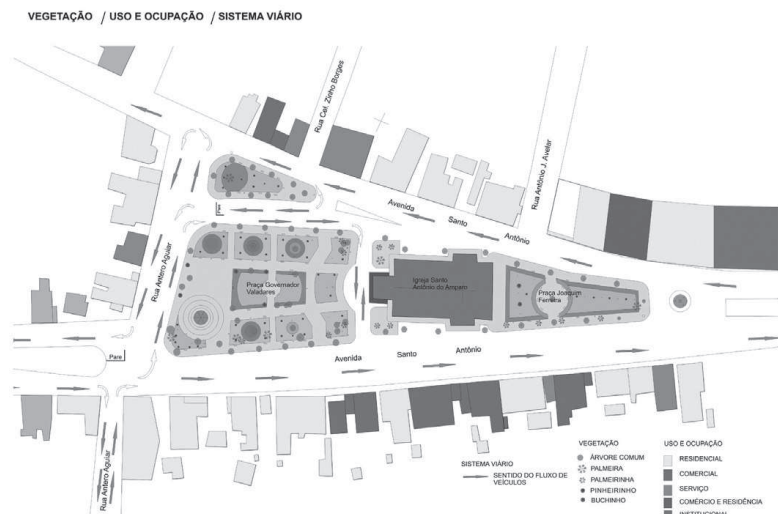 VEGETAÇÃO / USO E OCUPAÇÃO / SISTEMA VIÁRIO
Rua Cel. Zinho Borges
Rua Antônio J. Avelar
Avenida Santo Antônio
Pare
Rua Antero Aguiar
Praça Governador
Valadares
Igreja Santo
Antônio do Amparo
Praça Joaquim
Ferreira
Pare
Avenida Santo Antônio
Rua Antero Aguiar
SISTEMA VIÁRIO
SENTIDO DO FLUXO DE
VEÍCULOS
VEGETAÇÃO
ÁRVORE COMUM
PALMEIRA
PALMEIRINHA
PINHEIRINHO
BUCHINHO
USO E OCUPAÇÃO
RESIDENCIAL
COMERCIAL
SERVIÇO
COMÉRCIO E RESIDÊNCIA
INSTITUCIONAL